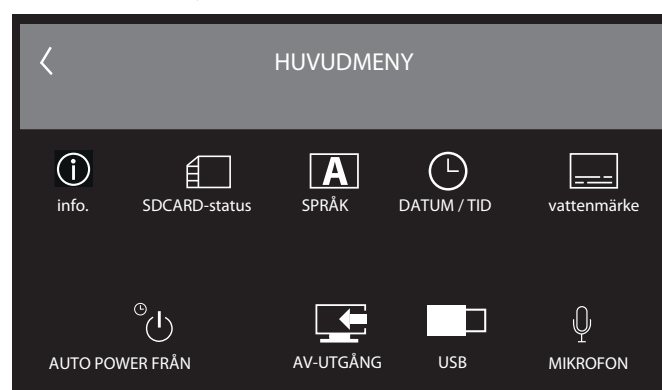 HUVUDMENY
info. SDCARD-status SPRÅK DATUM / TID vattenmärke
AUTO POWER FRÅN AV-UTGÅNG USB MIKROFON